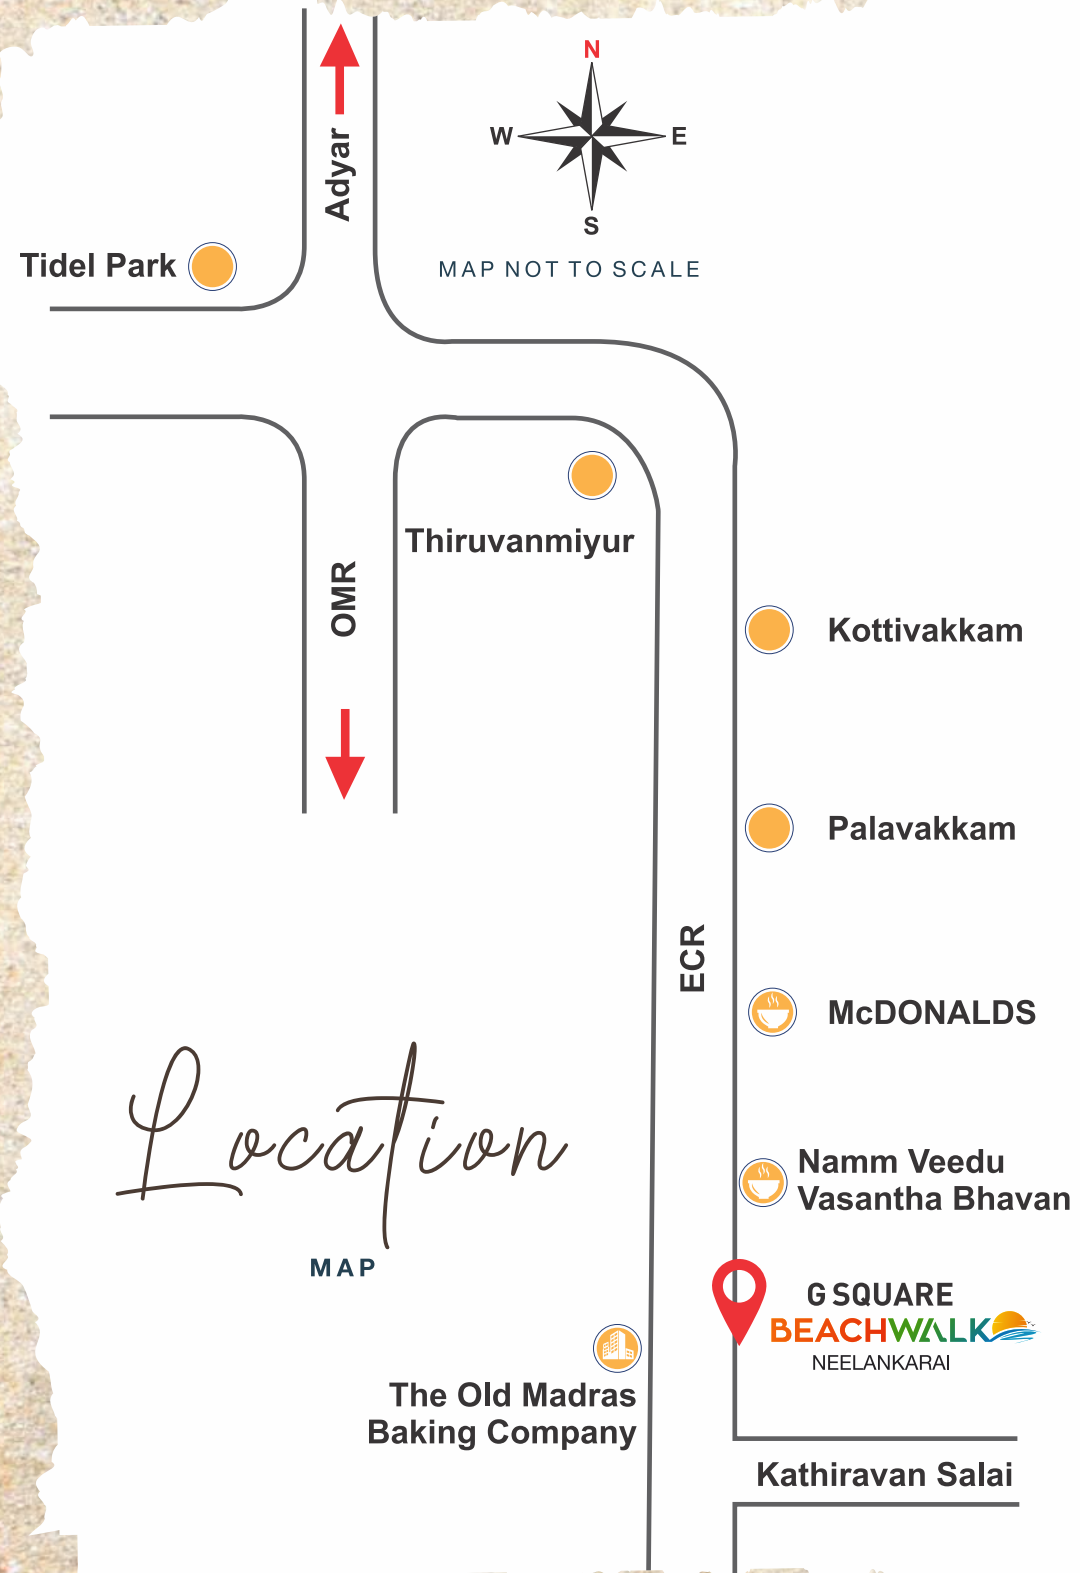 N
W
E
S
MAP NOT TO SCALE
Adyar
Tidel Park
Thiruvanmiyur
OMR
Kottivakkam
Palavakkam
ECR
McDONALDS
Location
MAP
Namm Veedu
Vasantha Bhavan
G SQUARE
BEACHWALK
NEELANKARAI
The Old Madras
Baking Company
Kathiravan Salai